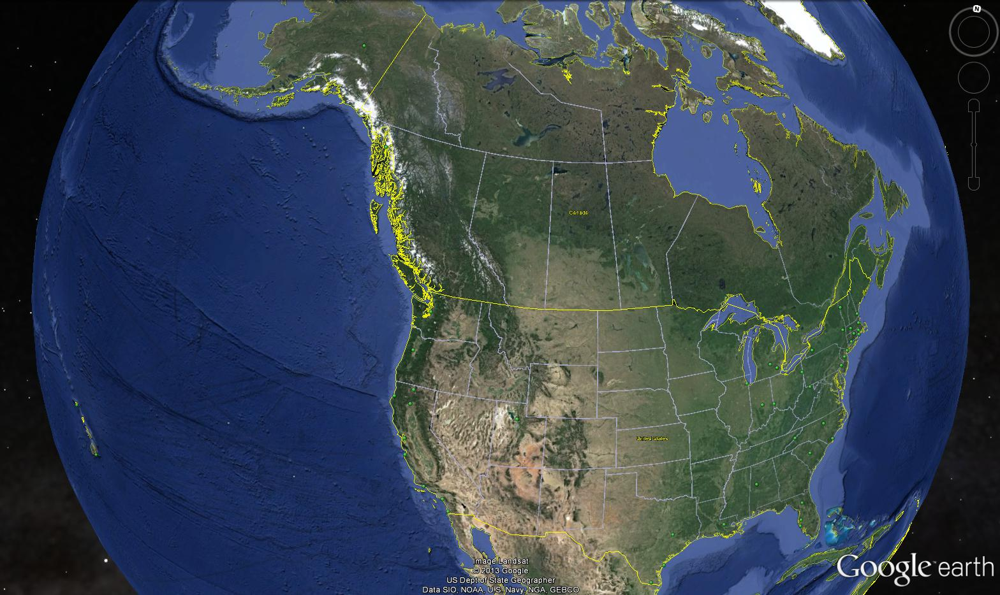 N
Canada
United States
Image Landsat
© 2013 Google
US Dept of State Geographer
Data SIO, NOAA, U.S. Navy, NGA, GEBCO
Google™ earth